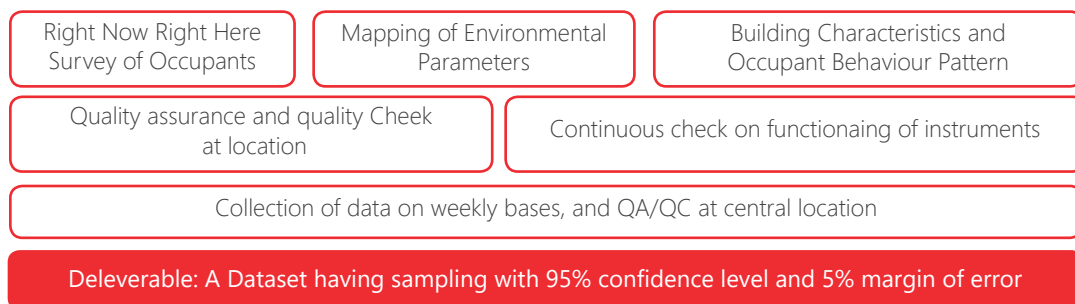 Right Now Right Here
Survey of Occupants
Mapping of Environmental
Parameters
Building Characteristics and
Occupant Behaviour Pattern
Quality assurance and quality Cheek
at location
Continuous check on functionaing of instruments
Collection of data on weekly bases, and QA/QC at central location
Deleverable: A Dataset having sampling with 95% confidence level and 5% margin of error